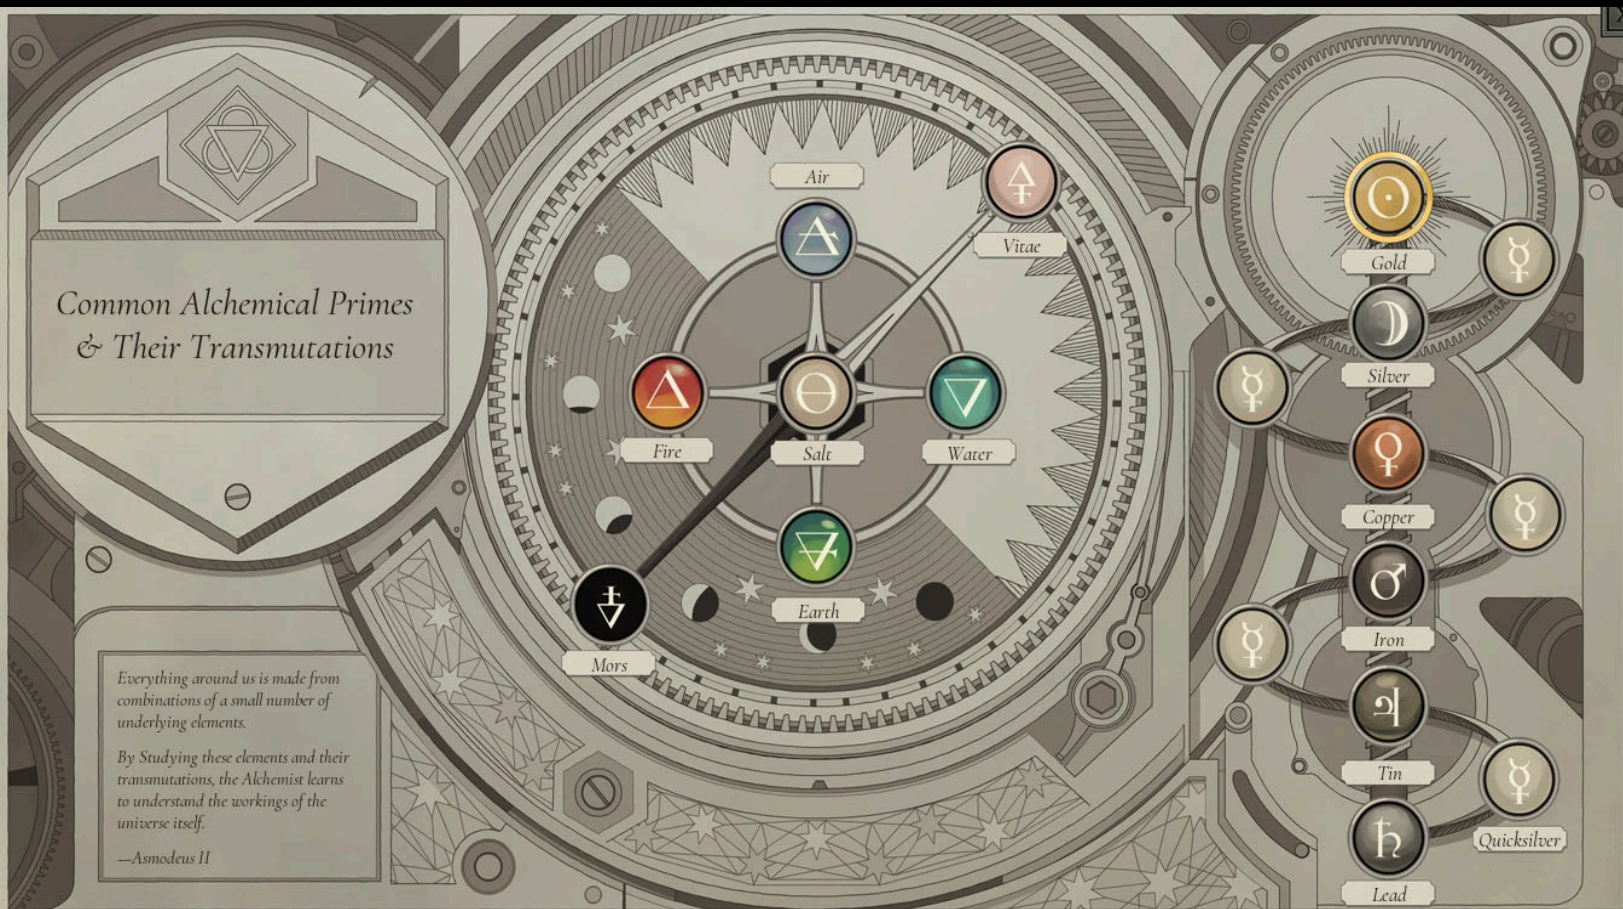 Common Alchemical Primes
& Their Transmutations
Everything around us is made from
combinations of a small number of
underlying elements.
By Studying these elements and their
transmutations, the Alchemist learns
to understand the workings of the
universe itself.
—Asmodeus II
Air
Vitae
Fire
Salt
Water
Earth
Mors
Gold
Silver
Copper
Iron
Tin
Quicksilver
Lead